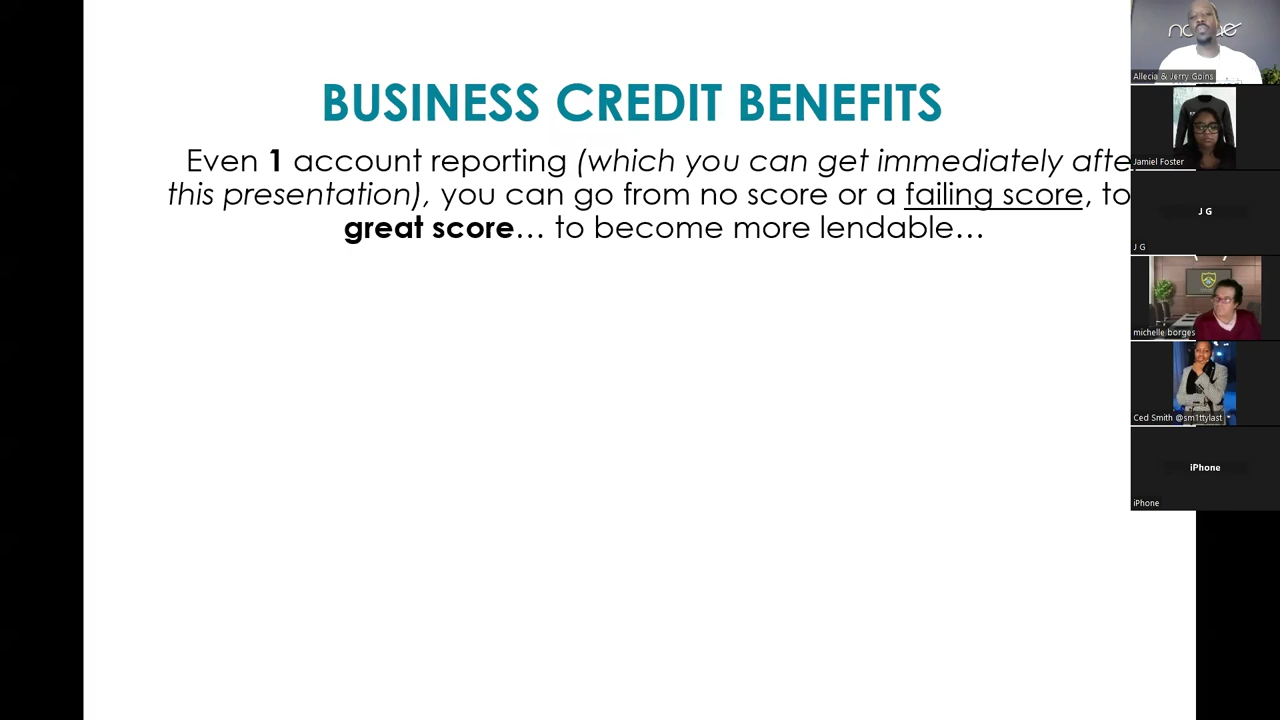 BUSINESS CREDIT BENEFITS
Even 1 account reporting (which you can get immediately afte
this presentation), you can go from no score or a failing score, to
great score... to become more lendable...
Allecia & Jerry Goins
Jamiel Foster
J G
J G
michelle borges
Ced Smith @sm1ttylast
iPhone
iPhone